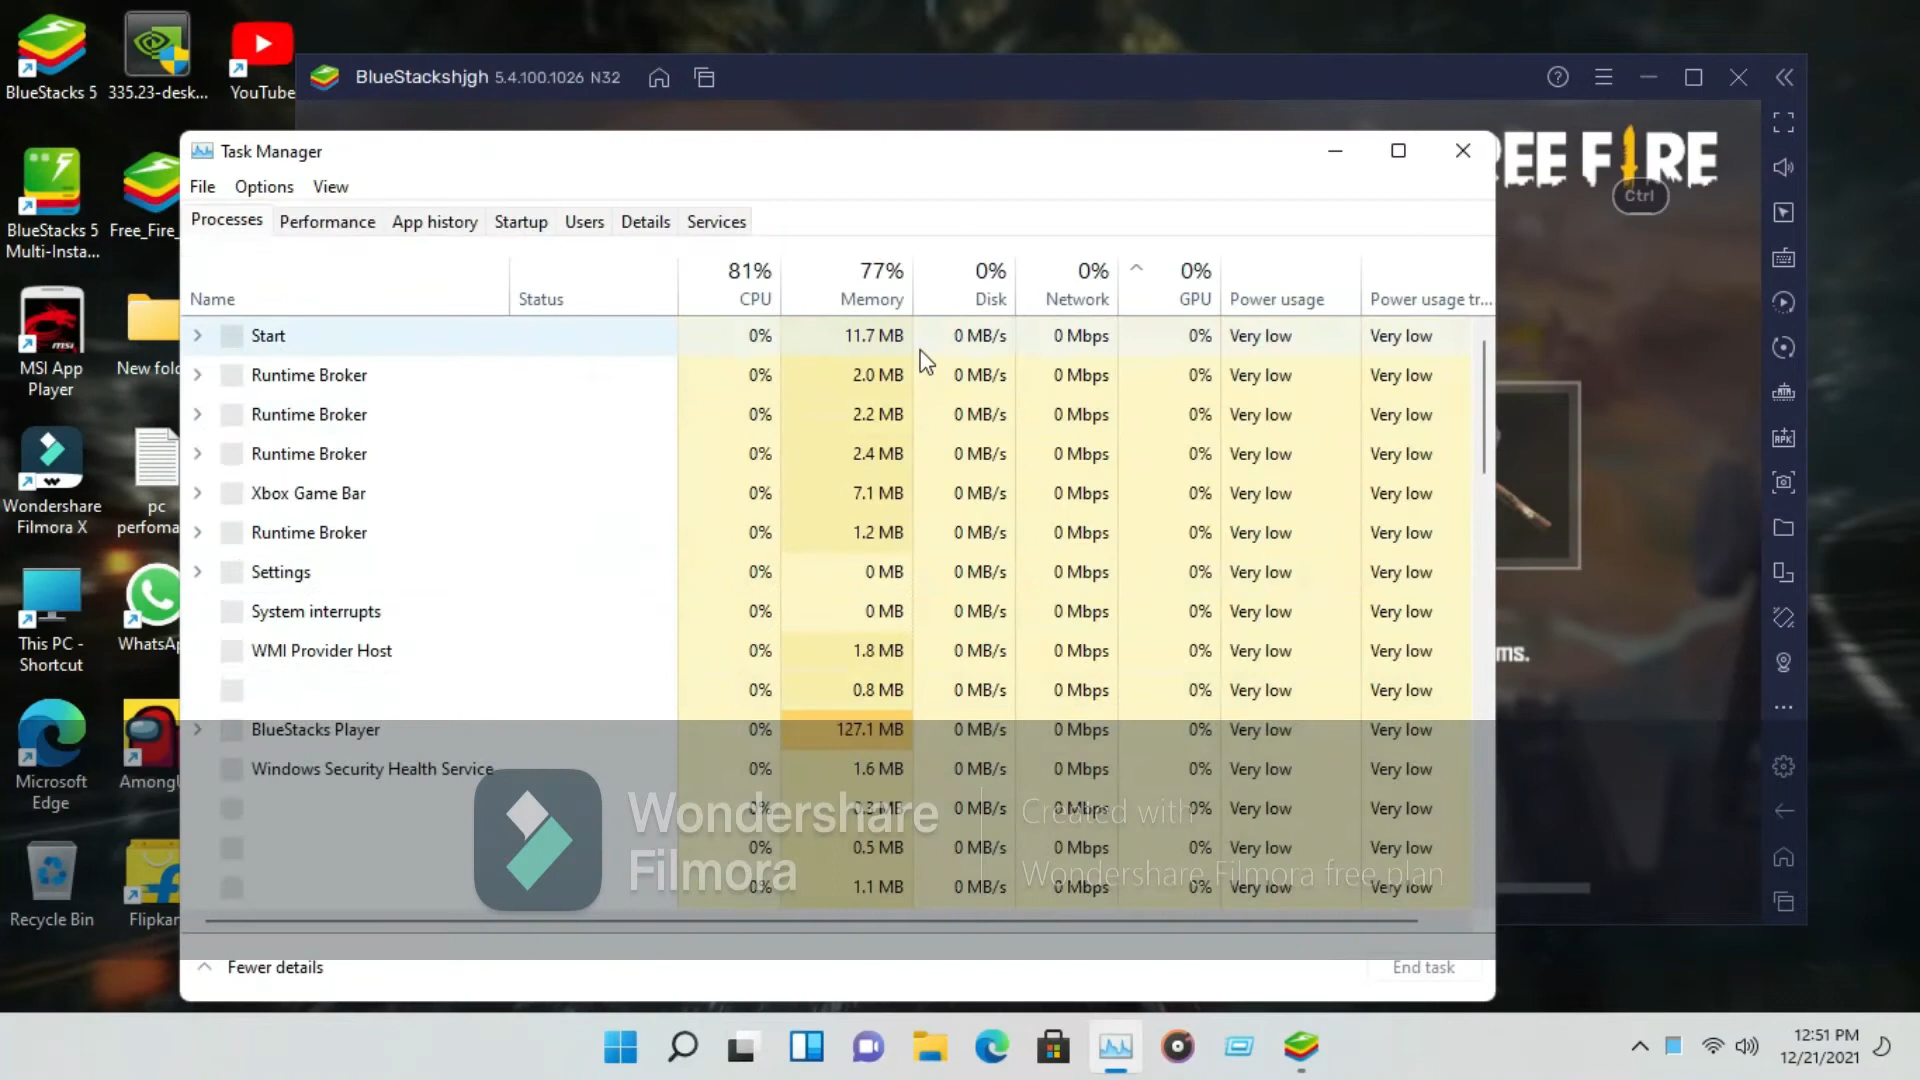 BlueStacks 5
335.23-desk...
YouTube
BlueStackshjgh 5.4.100.1026 N32
REE FIRE
Ctrl
BlueStacks 5
Multi-Insta...
Free_Fire_
MSI App
Player
New fold
Wondershare
Filmora X
pc
perfoma
This PC -
Shortcut
WhatsAp
Microsoft
Edge
AmongU
Recycle Bin
Flipkar
Task Manager
File Options View
Processes Performance App history Startup Users Details Services
81% 77% 0% 0% 0%
Name Status CPU Memory Disk Network GPU Power usage Power usage tr...
Start 0% 11.7 MB 0 MB/s 0 Mbps 0% Very low Very low
Runtime Broker 0% 2.0 MB 0 MB/s 0 Mbps 0% Very low Very low
Runtime Broker 0% 2.2 MB 0 MB/s 0 Mbps 0% Very low Very low
Runtime Broker 0% 2.4 MB 0 MB/s 0 Mbps 0% Very low Very low
Xbox Game Bar 0% 7.1 MB 0 MB/s 0 Mbps 0% Very low Very low
Runtime Broker 0% 1.2 MB 0 MB/s 0 Mbps 0% Very low Very low
Settings 0% 0 MB 0 MB/s 0 Mbps 0% Very low Very low
System interrupts 0% 0 MB 0 MB/s 0 Mbps 0% Very low Very low
WMI Provider Host 0% 1.8 MB 0 MB/s 0 Mbps 0% Very low Very low
0% 0.8 MB 0 MB/s 0 Mbps 0% Very low Very low
BlueStacks Player 0% 127.1 MB 0 MB/s 0 Mbps 0% Very low Very low
Windows Security Health Service 0% 1.6 MB 0 MB/s 0 Mbps 0% Very low Very low
0% 0.3 MB 0 MB/s 0 Mbps 0% Very low Very low
0% 0.5 MB 0 MB/s 0 Mbps 0% Very low Very low
0% 1.1 MB 0 MB/s 0 Mbps 0% Very low Very low
Wondershare
Filmora
Created with
Wondershare Filmora free plan
Fewer details
End task
ms.
APK
12:51 PM
12/21/2021